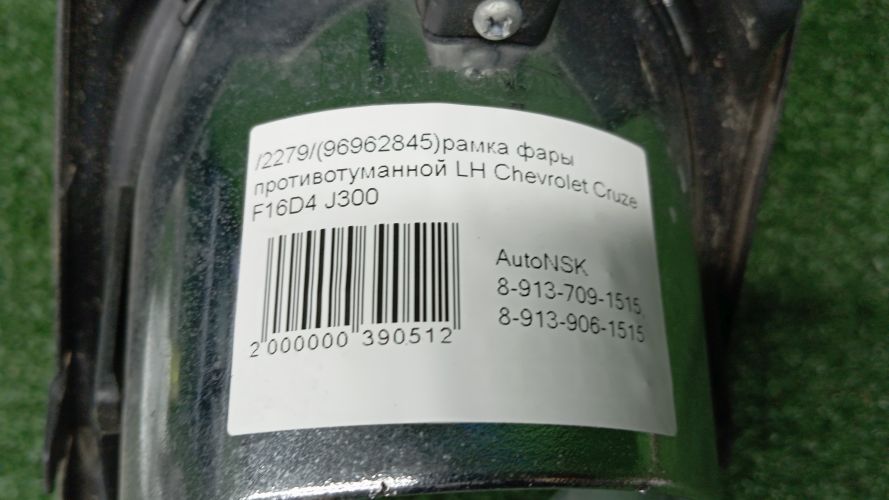 /2279/(96962845)рамка фары
противотуманной LH Chevrolet Cruze
F16D4 J300
AutoNSK
8-913-709-1515,
8-913-906-1515
2 000000 390512